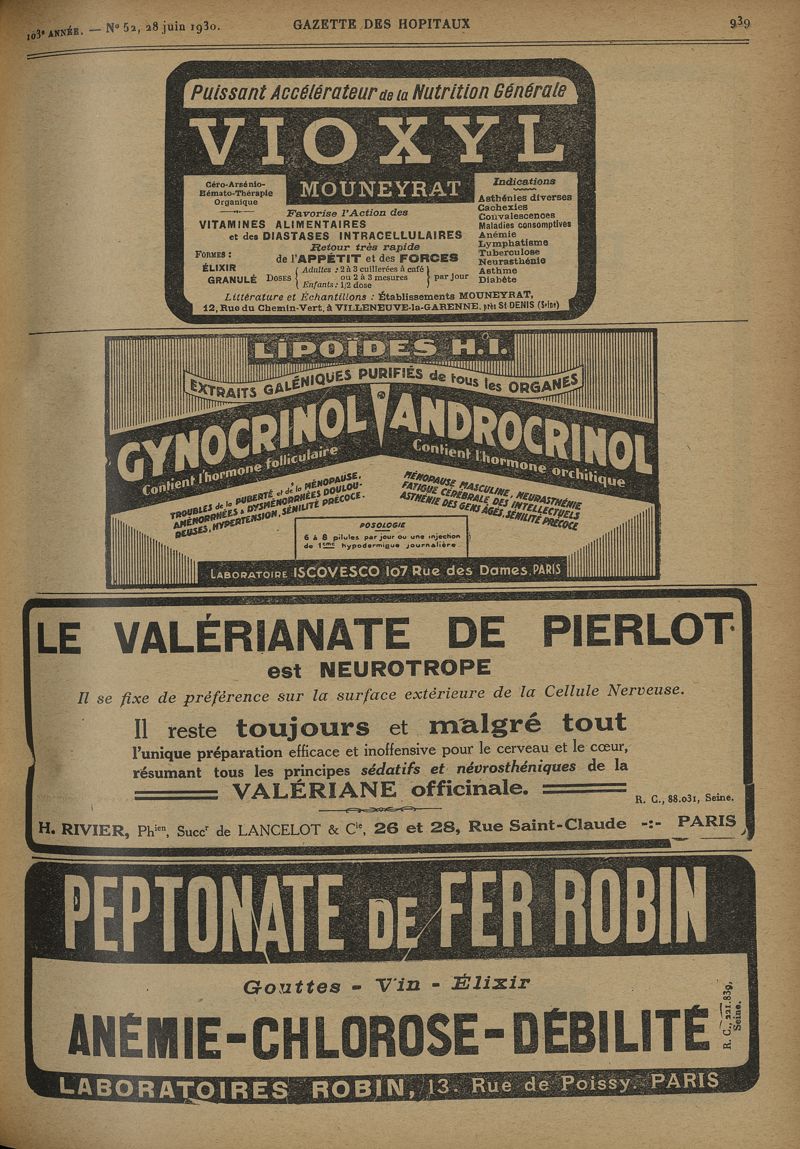 103ᵉ ANNÉE. — Nº 52, 28 juin 1930.
GAZETTE DES HOPITAUX
939
Puissant Accélérateur de la Nutrition Générale
VIOXYL
MOUNEYRAT
Céro-Arsénio-
Hémato-Thérapie
Organique
Favorise l'Action des
VITAMINES ALIMENTAIRES
et des DIASTASES INTRACELLULAIRES
Retour très rapide
de l'APPÉTIT et des FORCES
FORMES :
ÉLIXIR
GRANULÉ
DOSES
Adultes : 2 à 3 cuillerées à café
ou 2 à 3 mesures
Enfants : 1/2 dose
par jour
Indications
Asthénies diverses
Cachexies
Convalescences
Maladies consomptives
Anémie
Lymphatisme
Tuberculose
Neurasthénie
Asthme
Diabète
Littérature et Échantillons : Établissements MOUNEYRAT,
12, Rue du Chemin-Vert, à VILLENEUVE-la-GARENNE, près St-DENIS (Seine)
LIPOÏDES H.I.
EXTRAITS GALÉNIQUES PURIFIÉS de tous les ORGANES
GYNOCRINOL
Contient l'hormone folliculaire
TROUBLES de la PUBERTÉ et de la MÉNOPAUSE,
AMÉNORRHÉES & DYSMÉNORRHÉES DOULOU-
REUSES, HYPERTENSION, SÉNILITÉ PRÉCOCE.
ANDROCRINOL
Contient l'hormone orchitique
MÉNOPAUSE MASCULINE, NEURASTHÉNIE
FATIGUE CÉRÉBRALE DES INTELLECTUELS
ASTHÉNIE DES GENS ÂGÉS, SÉNILITÉ PRÉCOCE
POSOLOGIE
6 à 8 pilules par jour ou une injection
de 1cmc hypodermique journalière
LABORATOIRE ISCOVESCO 107 Rue des Dames, PARIS
LE VALÉRIANATE DE PIERLOT
est NEUROTROPE
Il se fixe de préférence sur la surface extérieure de la Cellule Nerveuse.
Il reste toujours et malgré tout
l'unique préparation efficace et inoffensive pour le cerveau et le cœur,
résumant tous les principes sédatifs et névrosthéniques de la
VALÉRIANE officinale.
R. C., 88.031, Seine.
H. RIVIER, Phien, Succr de LANCELOT & Cie, 26 et 28, Rue Saint-Claude -:- PARIS
PEPTONATE DE FER ROBIN
Gouttes - Vin - Élixir
ANÉMIE-CHLOROSE-DÉBILITÉ
R. C., 221.839,
Seine.
LABORATOIRES ROBIN, 13, Rue de Poissy. PARIS